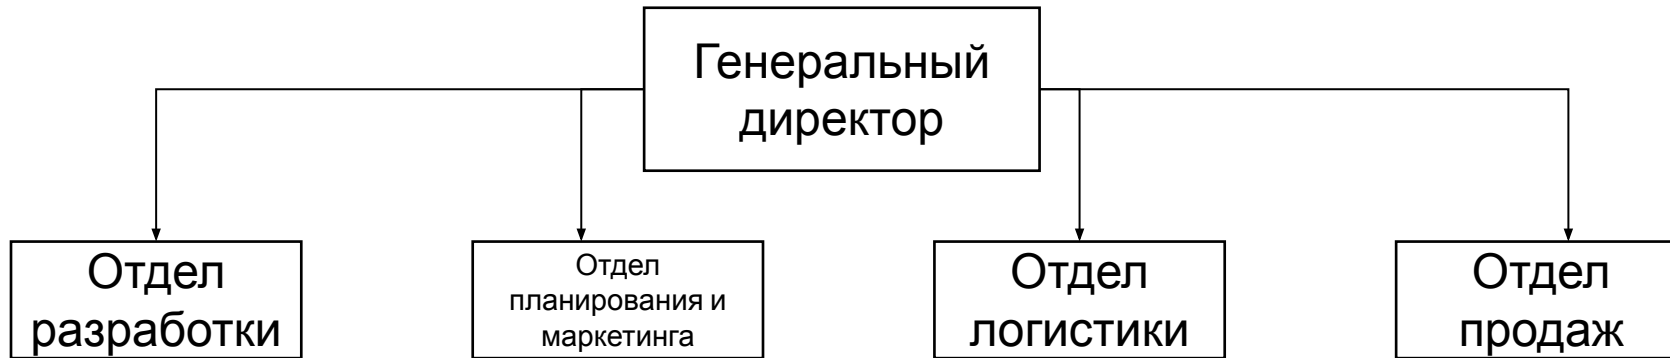 Генеральный
директор
Отдел
разработки
Отдел
планирования и
маркетинга
Отдел
логистики
Отдел
продаж